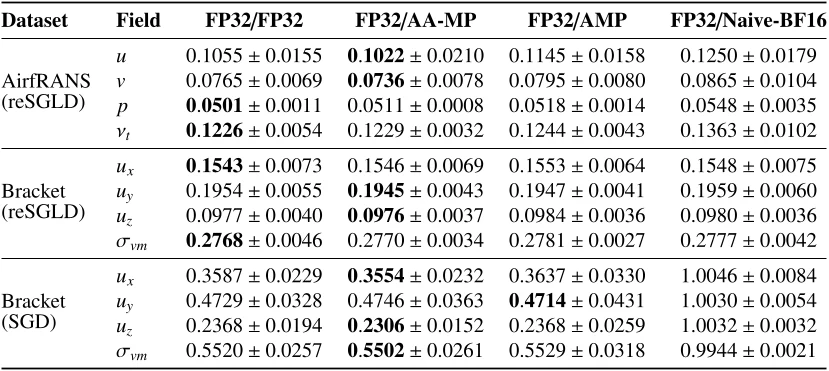 Dataset Field FP32/FP32 FP32/AA-MP FP32/AMP FP32/Naive-BF16
AirfRANS (reSGLD) u 0.1055 ± 0.0155 0.1022 ± 0.0210 0.1145 ± 0.0158 0.1250 ± 0.0179
v 0.0765 ± 0.0069 0.0736 ± 0.0078 0.0795 ± 0.0080 0.0865 ± 0.0104
p 0.0501 ± 0.0011 0.0511 ± 0.0008 0.0518 ± 0.0014 0.0548 ± 0.0035
ν_t 0.1226 ± 0.0054 0.1229 ± 0.0032 0.1244 ± 0.0043 0.1363 ± 0.0102
Bracket (reSGLD) u_x 0.1543 ± 0.0073 0.1546 ± 0.0069 0.1553 ± 0.0064 0.1548 ± 0.0075
u_y 0.1954 ± 0.0055 0.1945 ± 0.0043 0.1947 ± 0.0041 0.1959 ± 0.0060
u_z 0.0977 ± 0.0040 0.0976 ± 0.0037 0.0984 ± 0.0036 0.0980 ± 0.0036
σ_vm 0.2768 ± 0.0046 0.2770 ± 0.0034 0.2781 ± 0.0027 0.2777 ± 0.0042
Bracket (SGD) u_x 0.3587 ± 0.0229 0.3554 ± 0.0232 0.3637 ± 0.0330 1.0046 ± 0.0084
u_y 0.4729 ± 0.0328 0.4746 ± 0.0363 0.4714 ± 0.0431 1.0030 ± 0.0054
u_z 0.2368 ± 0.0194 0.2306 ± 0.0152 0.2368 ± 0.0259 1.0032 ± 0.0032
σ_vm 0.5520 ± 0.0257 0.5502 ± 0.0261 0.5529 ± 0.0318 0.9944 ± 0.0021